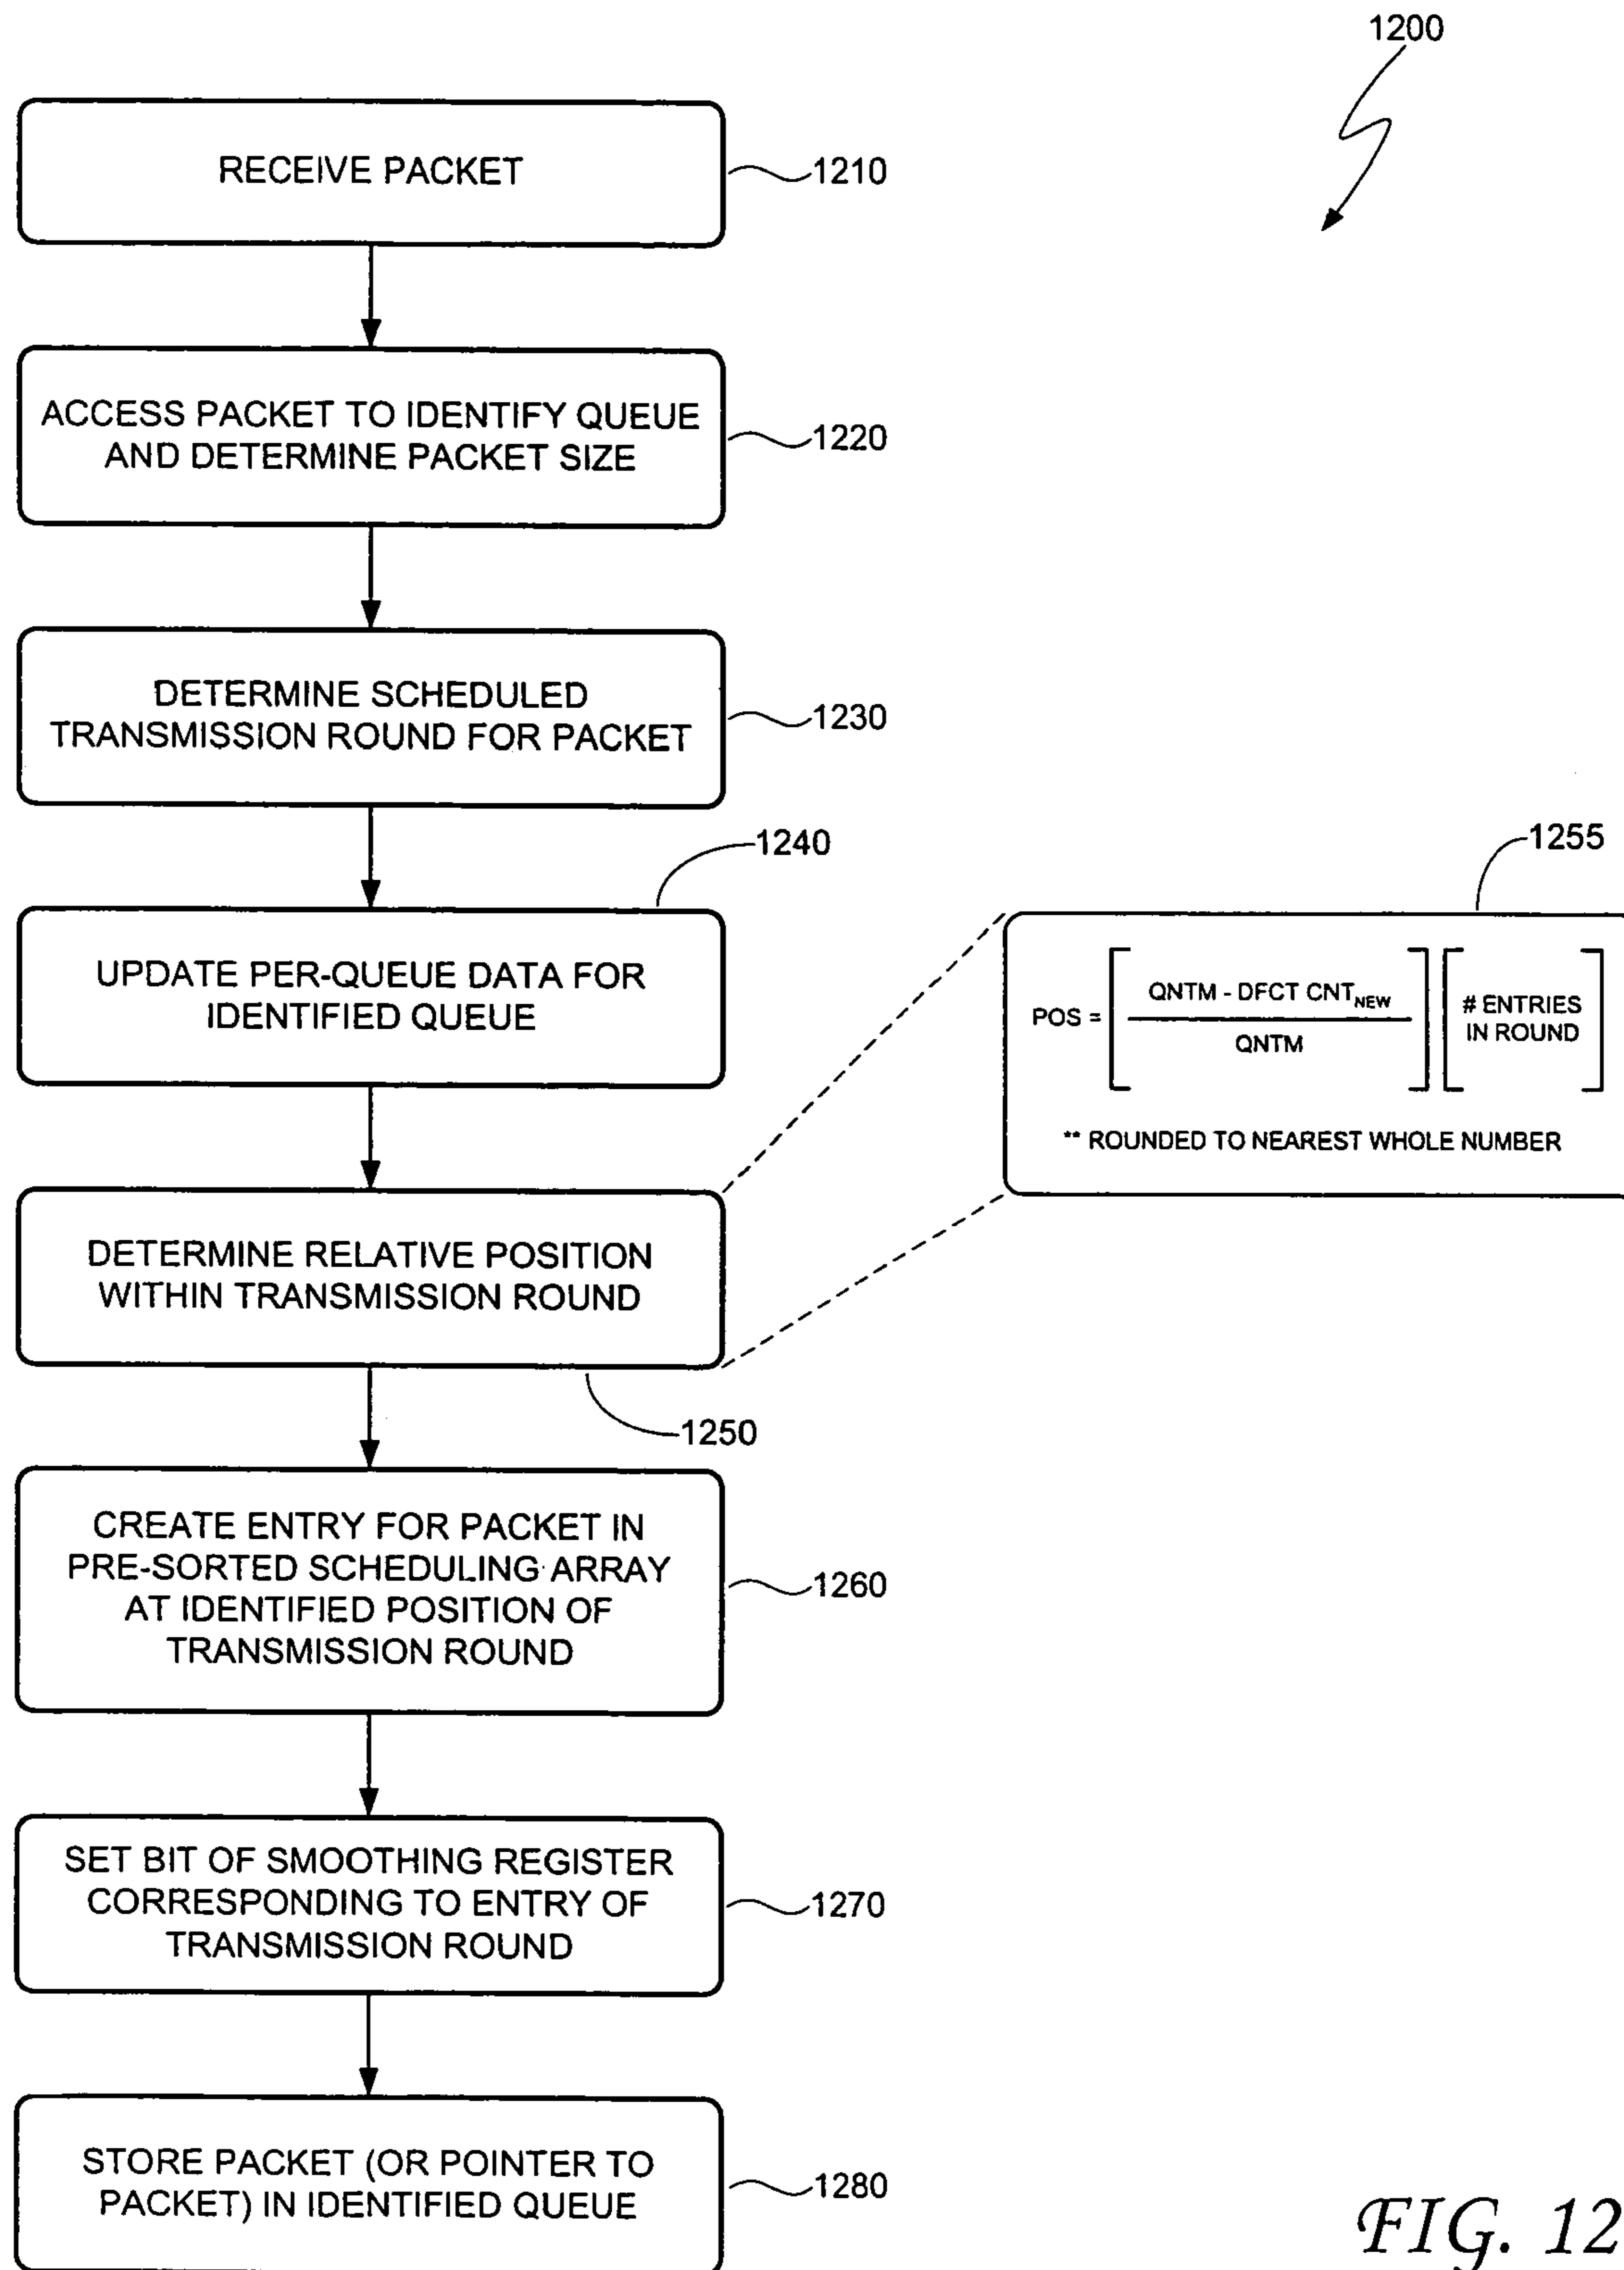 1200
RECEIVE PACKET
1210
ACCESS PACKET TO IDENTIFY QUEUE
AND DETERMINE PACKET SIZE
1220
DETERMINE SCHEDULED
TRANSMISSION ROUND FOR PACKET
1230
1240
UPDATE PER-QUEUE DATA FOR
IDENTIFIED QUEUE
1255
POS = [ QNTM - DFCT CNT NEW / QNTM ] [ # ENTRIES IN ROUND ]
** ROUNDED TO NEAREST WHOLE NUMBER
DETERMINE RELATIVE POSITION
WITHIN TRANSMISSION ROUND
1250
CREATE ENTRY FOR PACKET IN
PRE-SORTED SCHEDULING ARRAY
AT IDENTIFIED POSITION OF
TRANSMISSION ROUND
1260
SET BIT OF SMOOTHING REGISTER
CORRESPONDING TO ENTRY OF
TRANSMISSION ROUND
1270
STORE PACKET (OR POINTER TO
PACKET) IN IDENTIFIED QUEUE
1280
FIG. 12